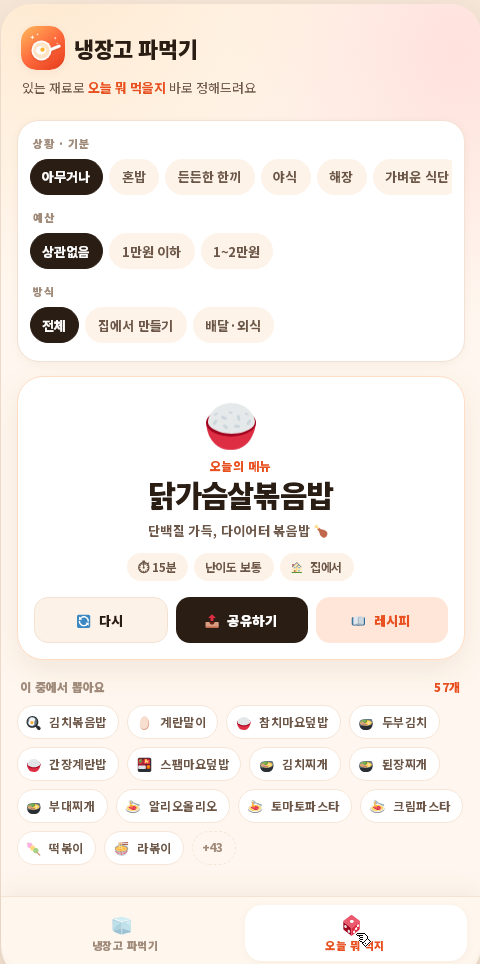 냉장고 파먹기
있는 재료로 오늘 뭐 먹을지 바로 정해드려요
상황 · 기분
아무거나 혼밥 든든한 한끼 야식 해장 가벼운 식단
예산
상관없음 1만원 이하 1~2만원
방식
전체 집에서 만들기 배달·외식
오늘의 메뉴
닭가슴살볶음밥
단백질 가득, 다이어터 볶음밥
15분 난이도 보통 집에서
다시 공유하기 레시피
이 중에서 뽑아요 57개
김치볶음밥 계란말이 참치마요덮밥 두부김치
간장계란밥 스팸마요덮밥 김치찌개 된장찌개
부대찌개 알리오올리오 토마토파스타 크림파스타
떡볶이 라볶이 +43
냉장고 파먹기 오늘 뭐 먹지